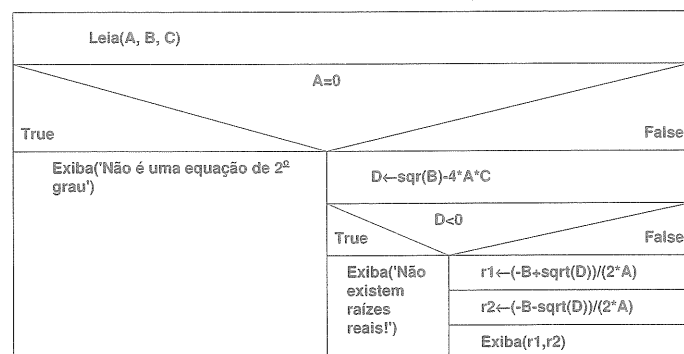 Leia(A, B, C)
A=0
True
False
Exiba('Não é uma equação de 2º
grau')
D←sqr(B)-4*A*C
D<0
True
False
Exiba('Não
existem
raízes
reais!')
r1←(-B+sqrt(D))/(2*A)
r2←(-B-sqrt(D))/(2*A)
Exiba(r1,r2)